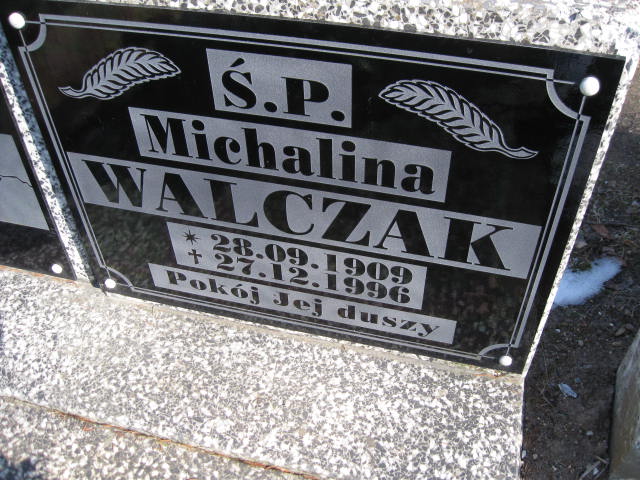 Ś.P.
Michalina
WALCZAK
* 28.09.1909
† 27.12.1996
Pokój Jej duszy